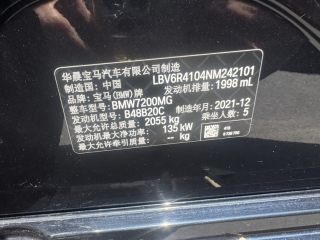 华晨宝马汽车有限公司制造
制造国：中国 LBV6R4104NM242101
品牌：宝马(BMW)牌 发动机排量：1998 mL
整车型号：BMW7200MG
发动机型号：B48B20C 制造年月：2021-12
最大允许总质量：2055 kg 乘坐人数：5
发动机最大净功率：135 kW
最大允许牵引质量：-- kg